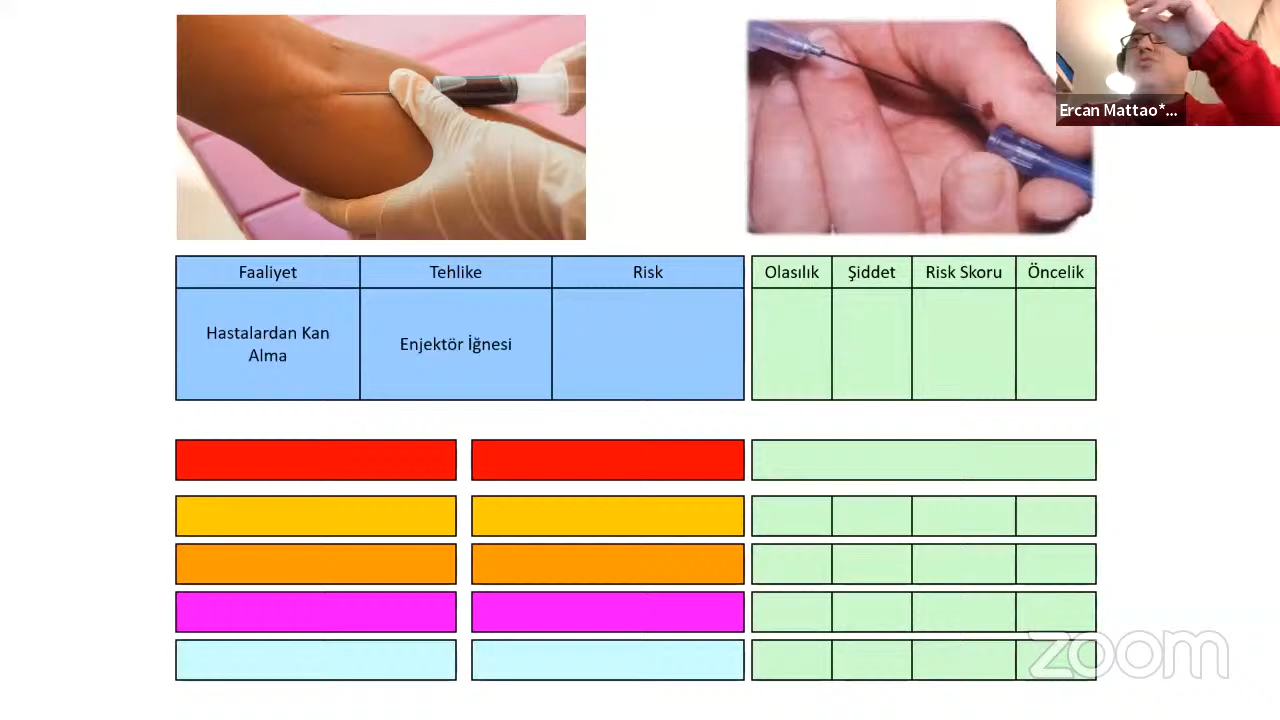 Ercan Mattao*...
Faaliyet
Tehlike
Risk
Olasılık
Şiddet
Risk Skoru
Öncelik
Hastalardan Kan
Alma
Enjektör İğnesi
zoom